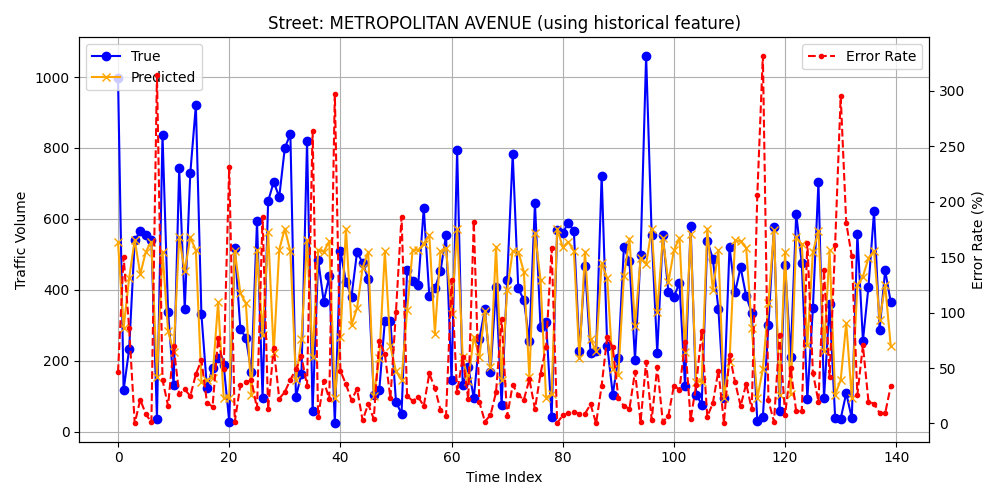 Street: METROPOLITAN AVENUE (using historical feature)
True
Predicted
Error Rate
Traffic Volume
1000
800
600
400
200
0
300
250
200
150
100
50
0
Error Rate (%)
0 20 40 60 80 100 120 140
Time Index